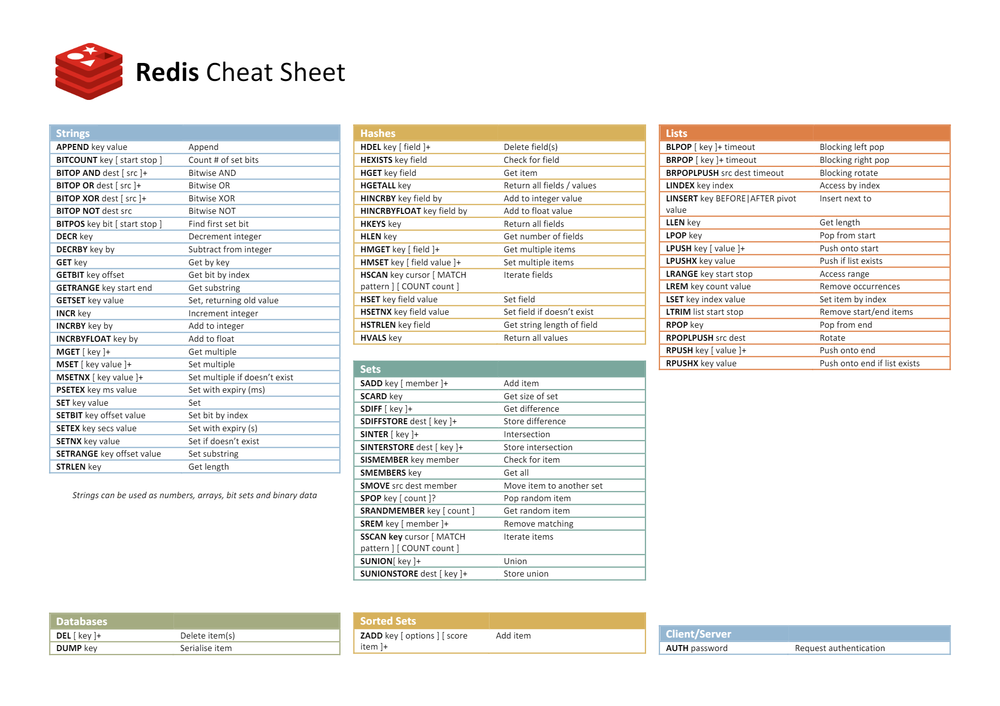 Redis Cheat Sheet
Strings
APPEND key value Append
BITCOUNT key [ start stop ] Count # of set bits
BITOP AND dest [ src ]+ Bitwise AND
BITOP OR dest [ src ]+ Bitwise OR
BITOP XOR dest [ src ]+ Bitwise XOR
BITOP NOT dest src Bitwise NOT
BITPOS key bit [ start stop ] Find first set bit
DECR key Decrement integer
DECRBY key by Subtract from integer
GET key Get by key
GETBIT key offset Get bit by index
GETRANGE key start end Get substring
GETSET key value Set, returning old value
INCR key Increment integer
INCRBY key by Add to integer
INCRBYFLOAT key by Add to float
MGET [ key ]+ Get multiple
MSET [ key value ]+ Set multiple
MSETNX [ key value ]+ Set multiple if doesn’t exist
PSETEX key ms value Set with expiry (ms)
SET key value Set
SETBIT key offset value Set bit by index
SETEX key secs value Set with expiry (s)
SETNX key value Set if doesn’t exist
SETRANGE key offset value Set substring
STRLEN key Get length
Strings can be used as numbers, arrays, bit sets and binary data
Hashes
HDEL key [ field ]+ Delete field(s)
HEXISTS key field Check for field
HGET key field Get item
HGETALL key Return all fields / values
HINCRBY key field by Add to integer value
HINCRBYFLOAT key field by Add to float value
HKEYS key Return all fields
HLEN key Get number of fields
HMGET key [ field ]+ Get multiple items
HMSET key [ field value ]+ Set multiple items
HSCAN key cursor [ MATCH Iterate fields
pattern ] [ COUNT count ]
HSET key field value Set field
HSETNX key field value Set field if doesn’t exist
HSTRLEN key field Get string length of field
HVALS key Return all values
Sets
SADD key [ member ]+ Add item
SCARD key Get size of set
SDIFF [ key ]+ Get difference
SDIFFSTORE dest [ key ]+ Store difference
SINTER [ key ]+ Intersection
SINTERSTORE dest [ key ]+ Store intersection
SISMEMBER key member Check for item
SMEMBERS key Get all
SMOVE src dest member Move item to another set
SPOP key [ count ]? Pop random item
SRANDMEMBER key [ count ] Get random item
SREM key [ member ]+ Remove matching
SSCAN key cursor [ MATCH Iterate items
pattern ] [ COUNT count ]
SUNION[ key ]+ Union
SUNIONSTORE dest [ key ]+ Store union
Lists
BLPOP [ key ]+ timeout Blocking left pop
BRPOP [ key ]+ timeout Blocking right pop
BRPOPLPUSH src dest timeout Blocking rotate
LINDEX key index Access by index
LINSERT key BEFORE|AFTER pivot Insert next to
value
LLEN key Get length
LPOP key Pop from start
LPUSH key [ value ]+ Push onto start
LPUSHX key value Push if list exists
LRANGE key start stop Access range
LREM key count value Remove occurrences
LSET key index value Set item by index
LTRIM list start stop Remove start/end items
RPOP key Pop from end
RPOPLPUSH src dest Rotate
RPUSH key [ value ]+ Push onto end
RPUSHX key value Push onto end if list exists
Databases
DEL [ key ]+ Delete item(s)
DUMP key Serialise item
Sorted Sets
ZADD key [ options ] [ score Add item
item ]+
Client/Server
AUTH password Request authentication